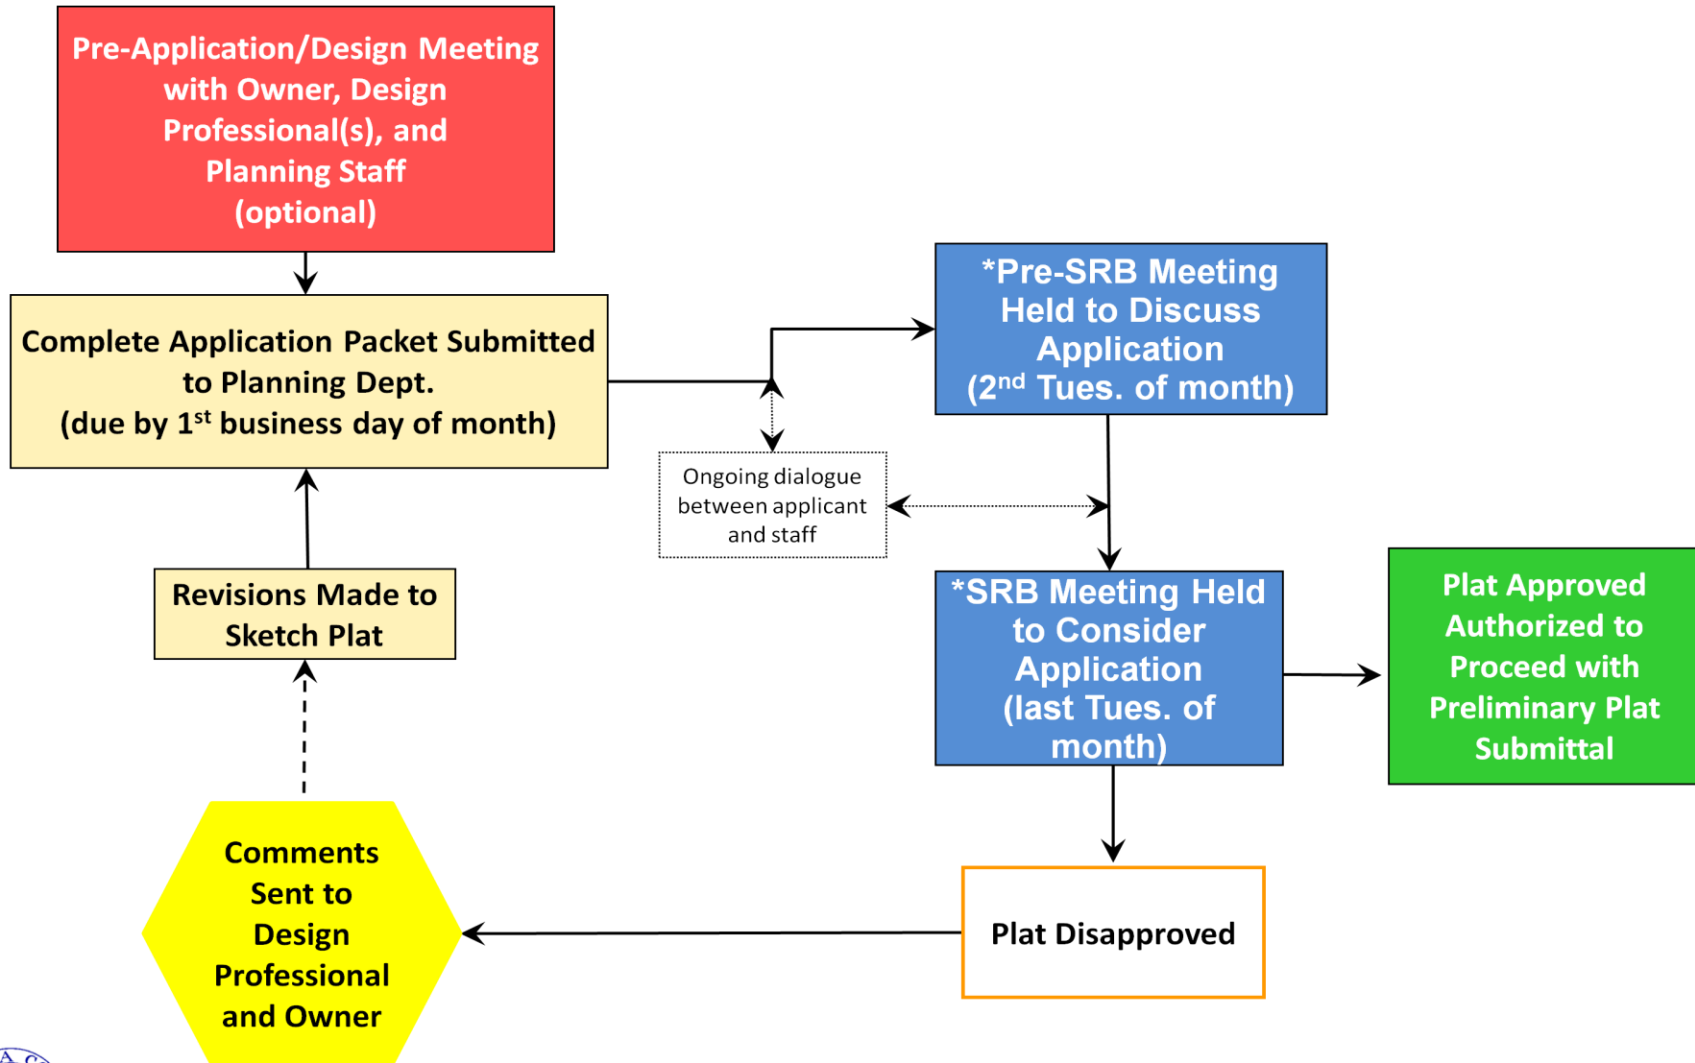 Pre-Application/Design Meeting
with Owner, Design
Professional(s), and
Planning Staff
(optional)
Complete Application Packet Submitted
to Planning Dept.
(due by 1st business day of month)
*Pre-SRB Meeting
Held to Discuss
Application
(2nd Tues. of month)
Ongoing dialogue
between applicant
and staff
Revisions Made to
Sketch Plat
*SRB Meeting Held
to Consider
Application
(last Tues. of
month)
Plat Approved
Authorized to
Proceed with
Preliminary Plat
Submittal
Comments
Sent to
Design
Professional
and Owner
Plat Disapproved